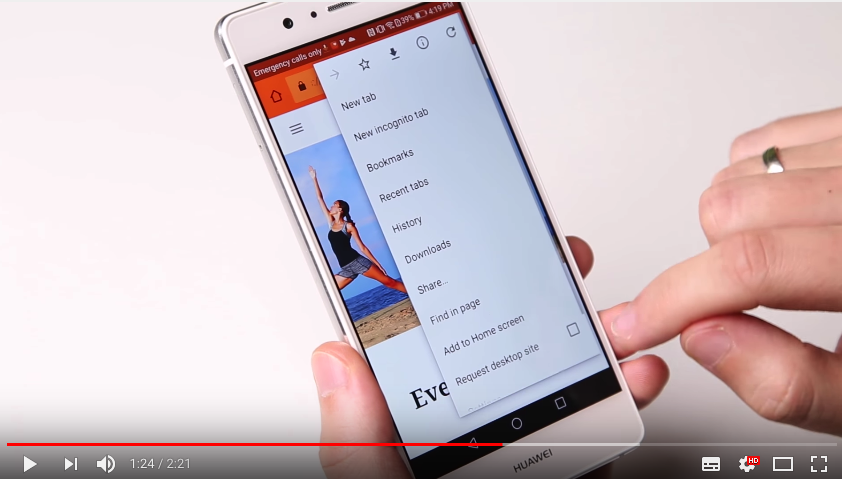 Emergency calls only
39%
4:19 PM
New tab
New incognito tab
Bookmarks
Recent tabs
History
Downloads
Share...
Find in page
Add to Home screen
Request desktop site
Eve
HUAWEI
1:24 / 2:21
HD